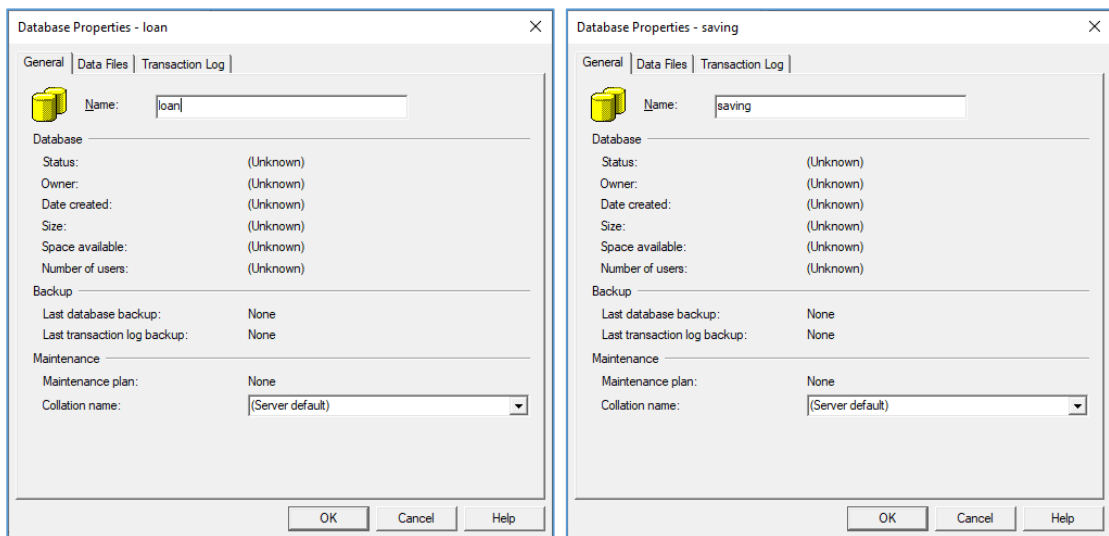 Database Properties - loan
General Data Files Transaction Log
Name: loan
Database
Status: (Unknown)
Owner: (Unknown)
Date created: (Unknown)
Size: (Unknown)
Space available: (Unknown)
Number of users: (Unknown)
Backup
Last database backup: None
Last transaction log backup: None
Maintenance
Maintenance plan: None
Collation name: (Server default)
OK Cancel Help
Database Properties - saving
General Data Files Transaction Log
Name: saving
Database
Status: (Unknown)
Owner: (Unknown)
Date created: (Unknown)
Size: (Unknown)
Space available: (Unknown)
Number of users: (Unknown)
Backup
Last database backup: None
Last transaction log backup: None
Maintenance
Maintenance plan: None
Collation name: (Server default)
OK Cancel Help